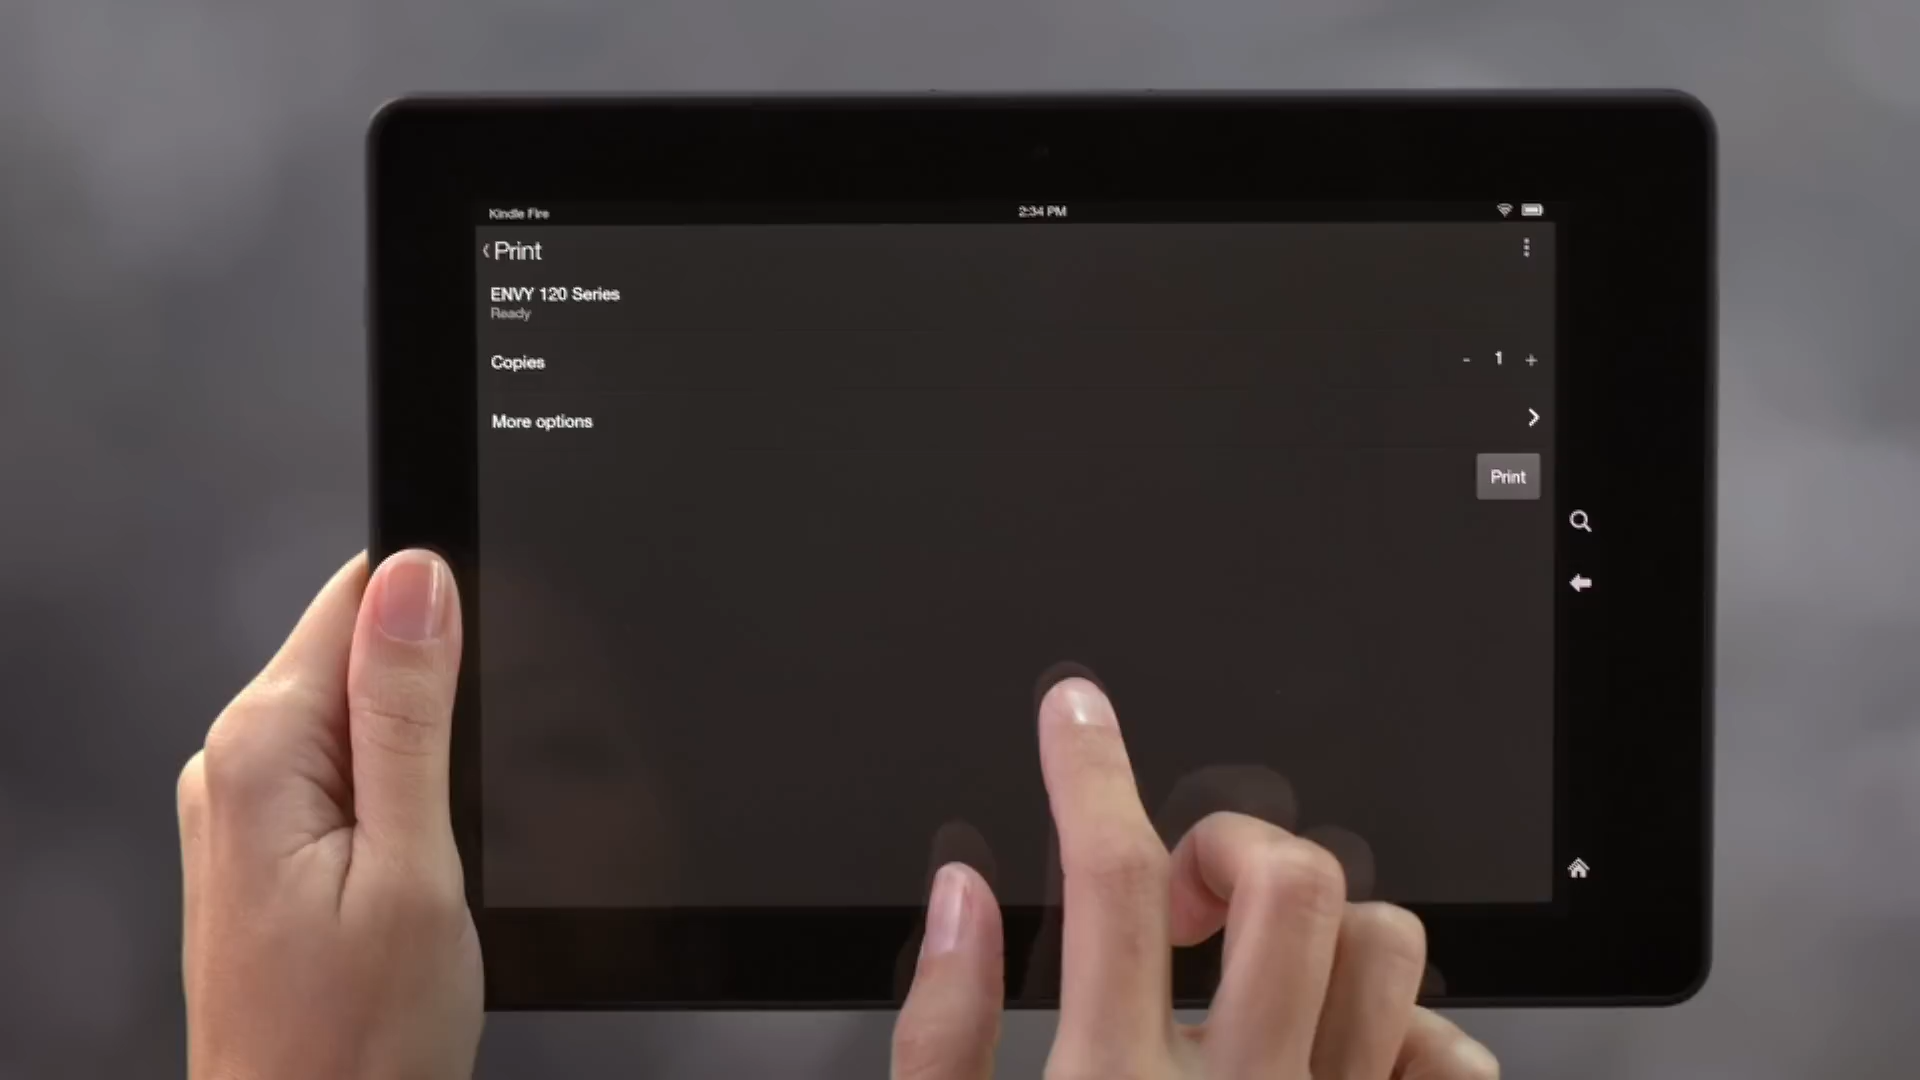 Kindle Fire
2:34 PM
Print
ENVY 120 Series
Ready
Copies
- 1 +
More options
Print